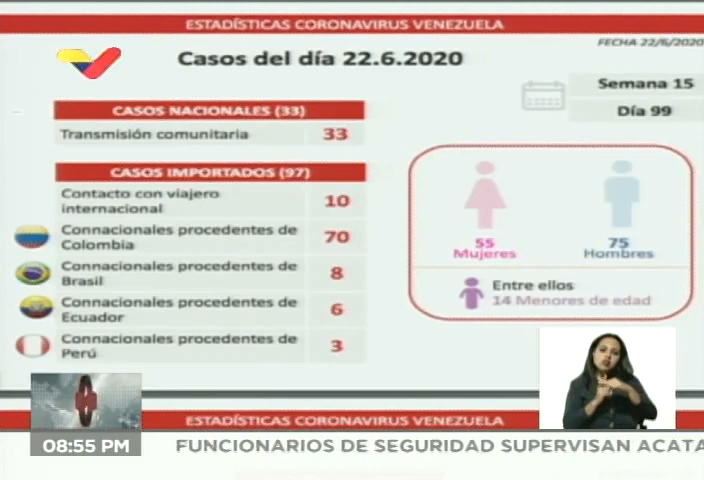 ESTADÍSTICAS CORONAVIRUS VENEZUELA
FECHA 22/6/2020
Casos del día 22.6.2020
Semana 15
Día 99
CASOS NACIONALES (33)
Transmisión comunitaria 33
CASOS IMPORTADOS (97)
Contacto con viajero
internacional
10
Connacionales procedentes de
Colombia
70
Connacionales procedentes de
Brasil
8
Connacionales procedentes de
Ecuador
6
Connacionales procedentes de
Perú
3
55
Mujeres
75
Hombres
Entre ellos
14 Menores de edad
ESTADÍSTICAS CORONAVIRUS VENEZUELA
08:55 PM
FUNCIONARIOS DE SEGURIDAD SUPERVISAN ACATA